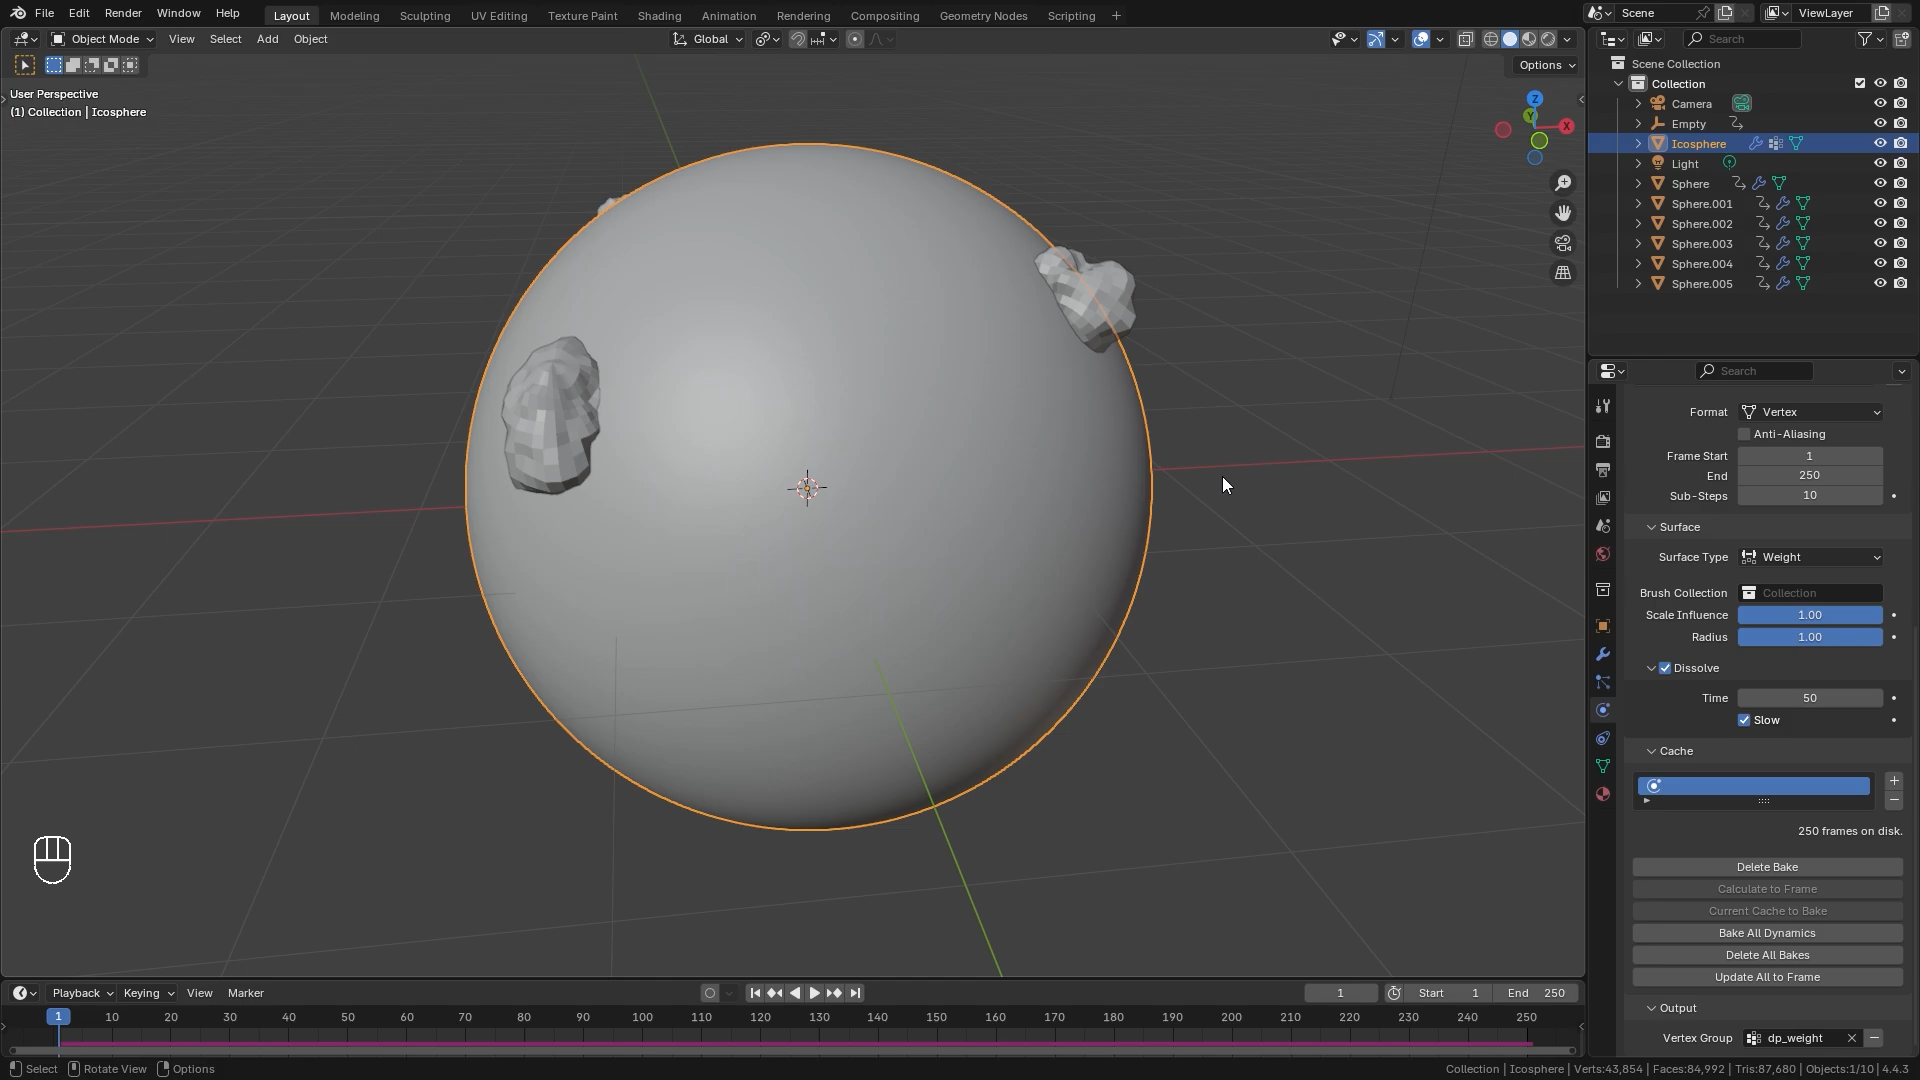 File Edit Render Window Help Layout Modeling Sculpting UV Editing Texture Paint Shading Animation Rendering Compositing Geometry Nodes Scripting + Scene ViewLayer
Object Mode View Select Add Object Global Search
Options
User Perspective
(1) Collection | Icosphere
Z
Y
X
Scene Collection
Collection
Camera
Empty
Icosphere
Light
Sphere
Sphere.001
Sphere.002
Sphere.003
Sphere.004
Sphere.005
Search
Format Vertex
Anti-Aliasing
Frame Start 1
End 250
Sub-Steps 10
Surface
Surface Type Weight
Brush Collection Collection
Scale Influence 1.00
Radius 1.00
Dissolve
Time 50
Slow
Cache
250 frames on disk.
Delete Bake
Calculate to Frame
Current Cache to Bake
Bake All Dynamics
Delete All Bakes
Update All to Frame
Output
Vertex Group dp_weight
Playback Keying View Marker 1 Start 1 End 250
1 10 20 30 40 50 60 70 80 90 100 110 120 130 140 150 160 170 180 190 200 210 220 230 240 250
Select Rotate View Options Collection | Icosphere | Verts:43,854 | Faces:84,992 | Tris:87,680 | Objects:1/10 | 4.4.3